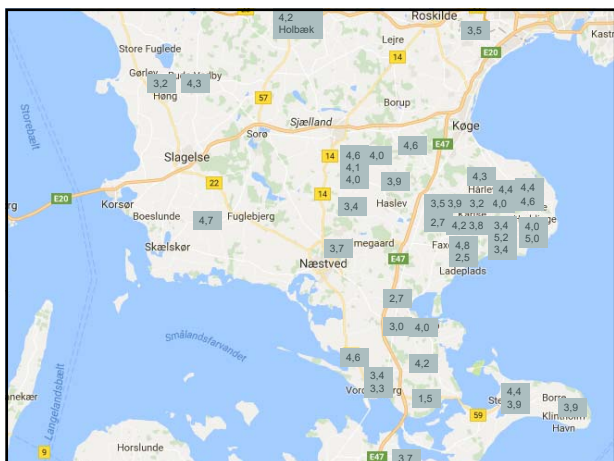 4,2
Holbæk
Roskilde
3,5
Kast
Lejre
Store Fuglede
E20
14
Gørlev
3,2
4,3
Høng
57
Borup
Storebælt
Sjælland
Køge
Sorø
E47
4,6
14
4,6
4,0
4,1
4,0
Slagelse
3,9
4,3
4,4
4,4
E20
Korsør
22
14
3,4
Haslev
3,5
3,9
3,2
4,0
4,6
Boeslunde
4,7
Fuglebjerg
2,7
4,2
3,8
3,4
4,0
Skælskør
3,7
Faxe
4,8
5,2
5,0
Næstved
E47
2,5
3,4
Ladeplads
2,7
3,0
4,0
Smålandsfarvandet
4,6
4,2
3,4
3,3
Langelandsbælt
1,5
59
4,4
3,9
Borre
3,9
Klintholm
Havn
Horslunde
9
E47
3,7